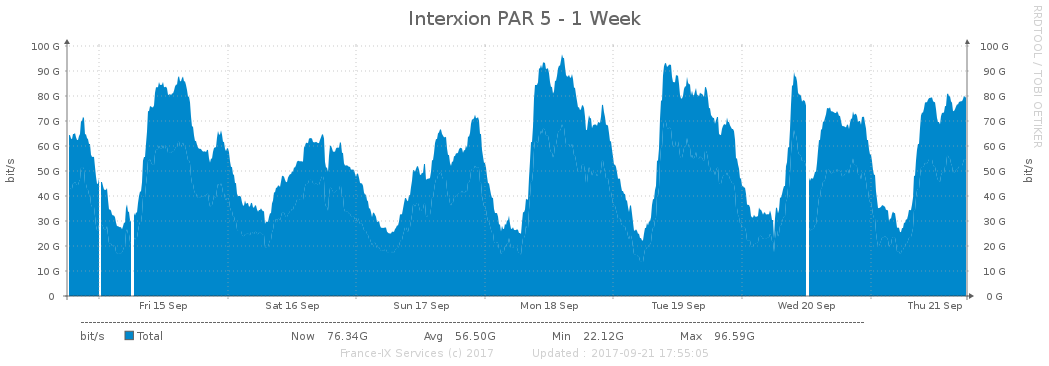 Interxion PAR 5 - 1 Week
RRDTOOL / TOBI OETIKER
bit/s
100 G
90 G
80 G
70 G
60 G
50 G
40 G
30 G
20 G
10 G
0
100 G
90 G
80 G
70 G
60 G
50 G
40 G
30 G
20 G
10 G
0 G
bit/s
Fri 15 Sep Sat 16 Sep Sun 17 Sep Mon 18 Sep Tue 19 Sep Wed 20 Sep Thu 21 Sep
bit/s Total Now 76.34G Avg 56.50G Min 22.12G Max 96.59G
France-IX Services (c) 2017 Updated : 2017-09-21 17:55:05